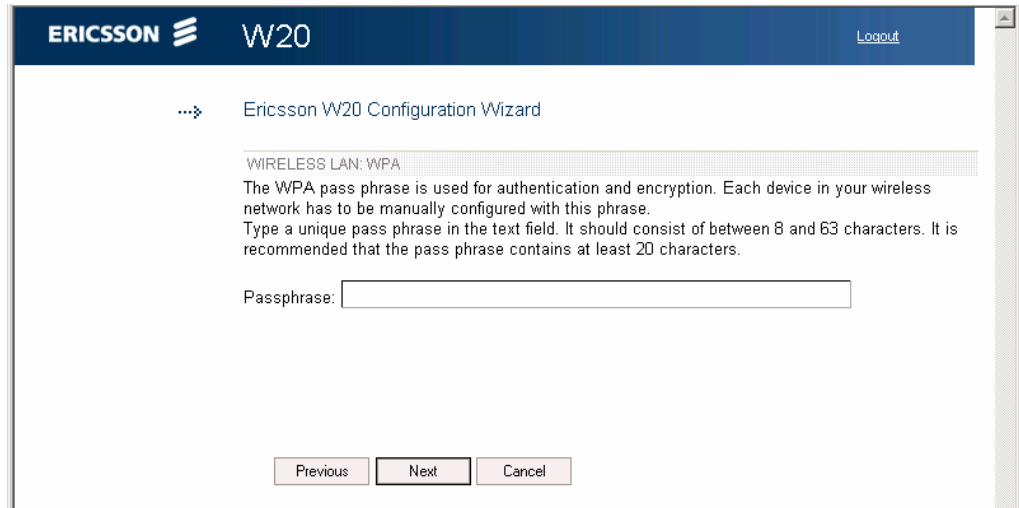 ERICSSON W20 Logout
Ericsson W20 Configuration Wizard
WIRELESS LAN: WPA
The WPA pass phrase is used for authentication and encryption. Each device in your wireless
network has to be manually configured with this phrase.
Type a unique pass phrase in the text field. It should consist of between 8 and 63 characters. It is
recommended that the pass phrase contains at least 20 characters.
Passphrase:
Previous Next Cancel